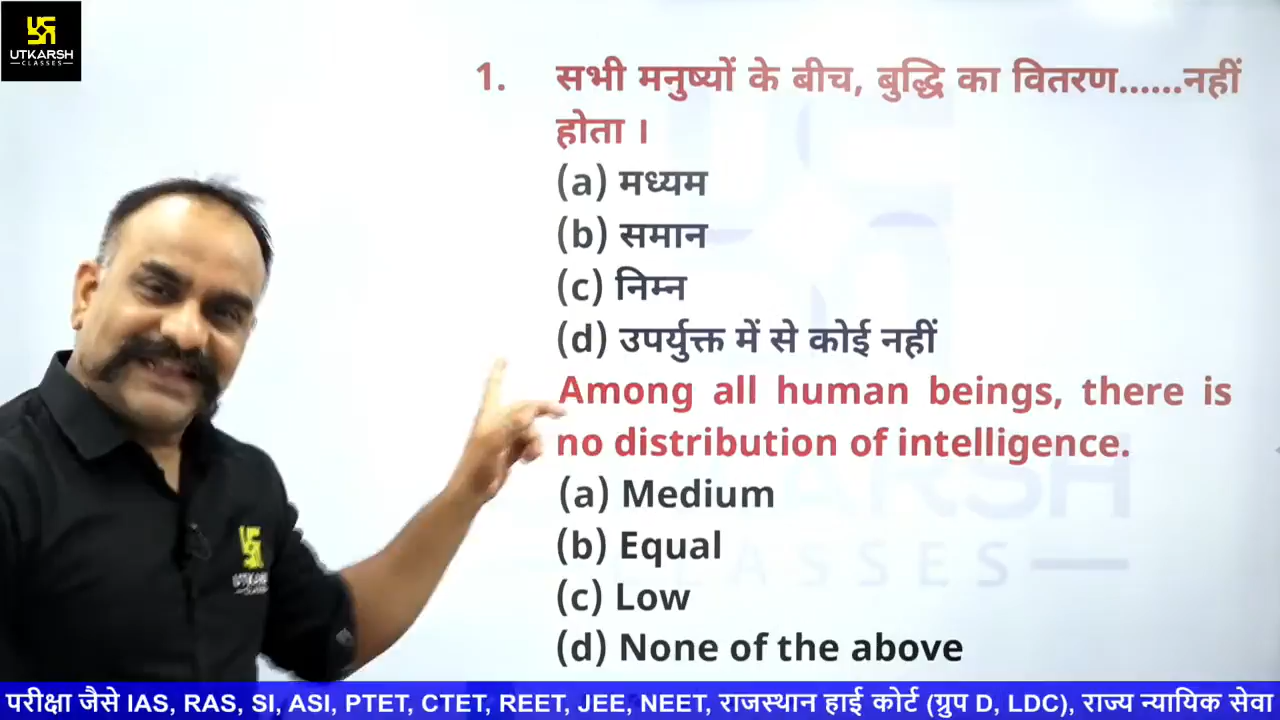 UTKARSH
CLASSES
1. सभी मनुष्यों के बीच, बुद्धि का वितरण......नहीं
होता ।
(a) मध्यम
(b) समान
(c) निम्न
(d) उपर्युक्त में से कोई नहीं
Among all human beings, there is
no distribution of intelligence.
(a) Medium
(b) Equal
(c) Low
(d) None of the above
UTKARSH
CLASSES
परीक्षा जैसे IAS, RAS, SI, ASI, PTET, CTET, REET, JEE, NEET, राजस्थान हाई कोर्ट (ग्रुप D, LDC), राज्य न्यायिक सेवा